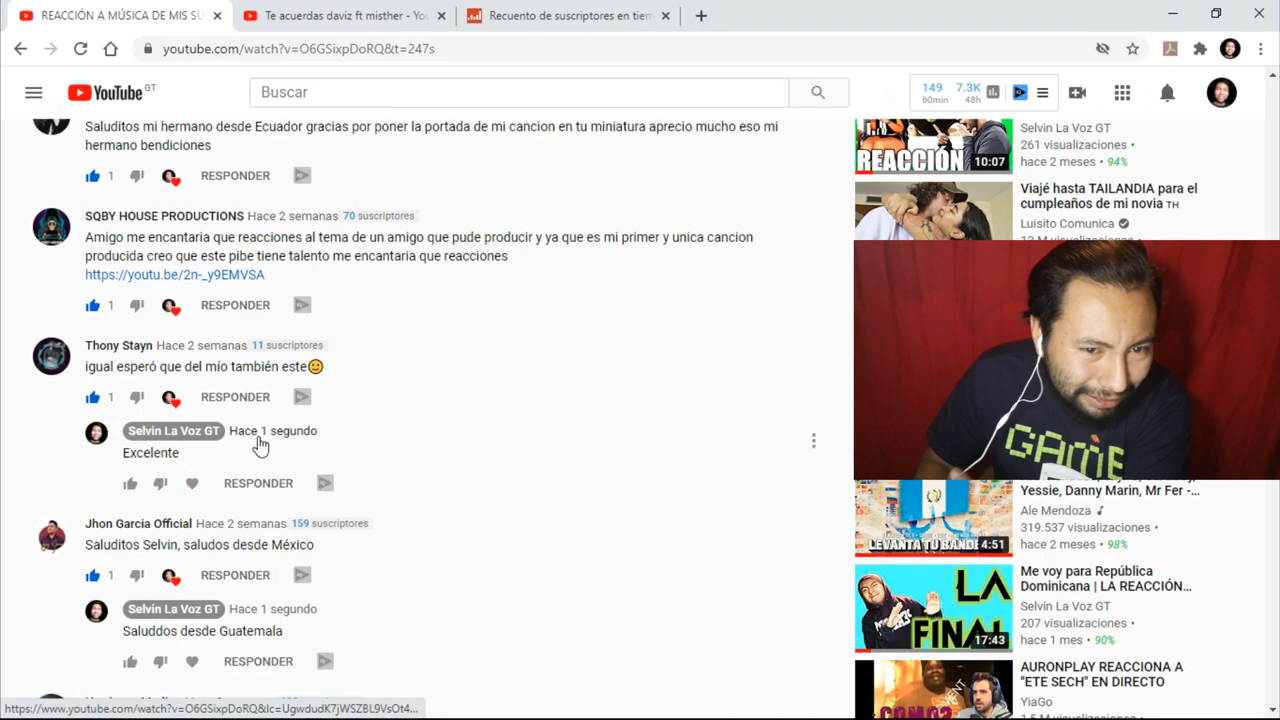 REACCIÓN A MÚSICA DE MIS SU
Te acuerdas daviz ft misther - You
Recuento de suscriptores en tiem
youtube.com/watch?v=O6GSixpDoRQ&t=247s
YouTube GT
Buscar
149
60min
7.3K
48h
Saluditos mi hermano desde Ecuador gracias por poner la portada de mi cancion en tu miniatura aprecio mucho eso mi
hermano bendiciones
1 RESPONDER
SQBY HOUSE PRODUCTIONS Hace 2 semanas 70 suscriptores
Amigo me encantaria que reacciones al tema de un amigo que pude producir y ya que es mi primer y unica cancion
producida creo que este pibe tiene talento me encantaria que reacciones
https://youtu.be/2n-_y9EMVSA
1 RESPONDER
Thony Stayn Hace 2 semanas 11 suscriptores
igual esperó que del mío también este
1 RESPONDER
Selvin La Voz GT Hace 1 segundo
Excelente
RESPONDER
Jhon Garcia Official Hace 2 semanas 159 suscriptores
Saluditos Selvin, saludos desde México
1 RESPONDER
Selvin La Voz GT Hace 1 segundo
Saluddos desde Guatemala
RESPONDER
https://www.youtube.com/watch?v=O6GSixpDoRQ&lc=UgwdudK7jWSZBL9VsOt4...
REACCIÓN
10:07
Selvin La Voz GT
261 visualizaciones •
hace 2 meses • 94%
Viajé hasta TAILANDIA para el
cumpleaños de mi novia TH
Luisito Comunica
GAME
LEVANTA TU BANDE
4:51
Yessie, Danny Marin, Mr Fer -...
Ale Mendoza
319.537 visualizaciones •
hace 2 meses • 98%
LA
FINAL
17:43
Me voy para República
Dominicana | LA REACCIÓN...
Selvin La Voz GT
207 visualizaciones •
hace 1 mes • 90%
COMO?
AURONPLAY REACCIONA A
"ETE SECH" EN DIRECTO
YiaGo